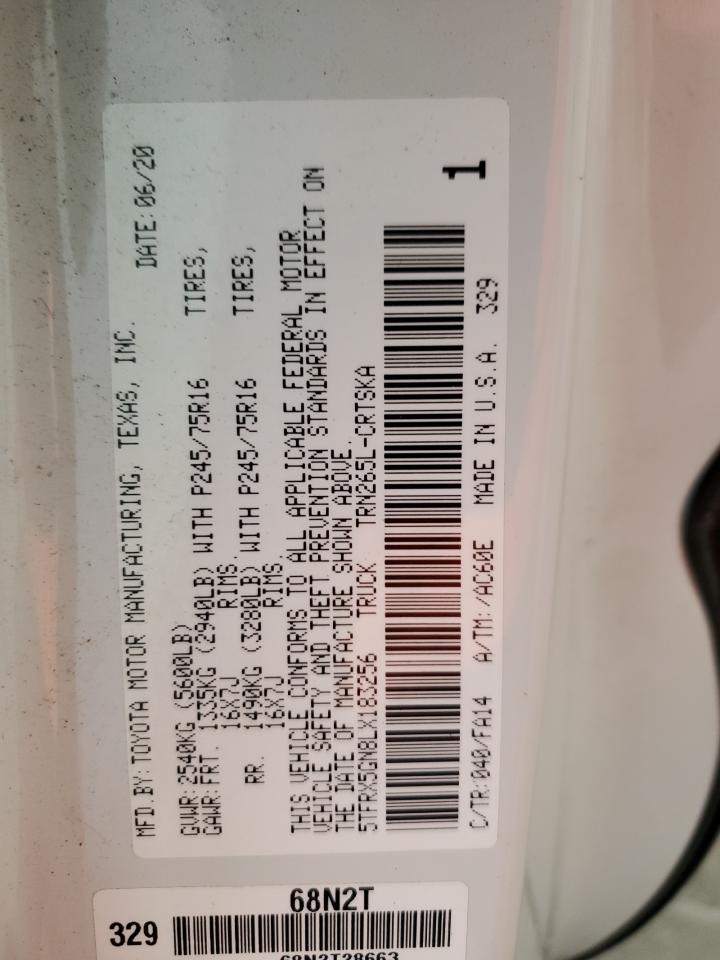 MFD.BY:TOYOTA MOTOR MANUFACTURING, TEXAS, INC.
DATE:06/20
GVWR:2540KG (5600LB)
GAWR:FRT. 1335KG (2940LB) WITH P245/75R16 TIRES,
16X7J RIMS.
RR. 1490KG (3280LB) WITH P245/75R16 TIRES,
16X7J RIMS.
THIS VEHICLE CONFORMS TO ALL APPLICABLE FEDERAL MOTOR
VEHICLE SAFETY AND THEFT PREVENTION STANDARDS IN EFFECT ON
THE DATE OF MANUFACTURE SHOWN ABOVE.
5TFRX5GN8LX183256 TRUCK TRN265L-CRTSKA
1
C/TR:040/FA14 A/TM:/AC60E MADE IN U.S.A. 329
68N2T
329
68N2T28663